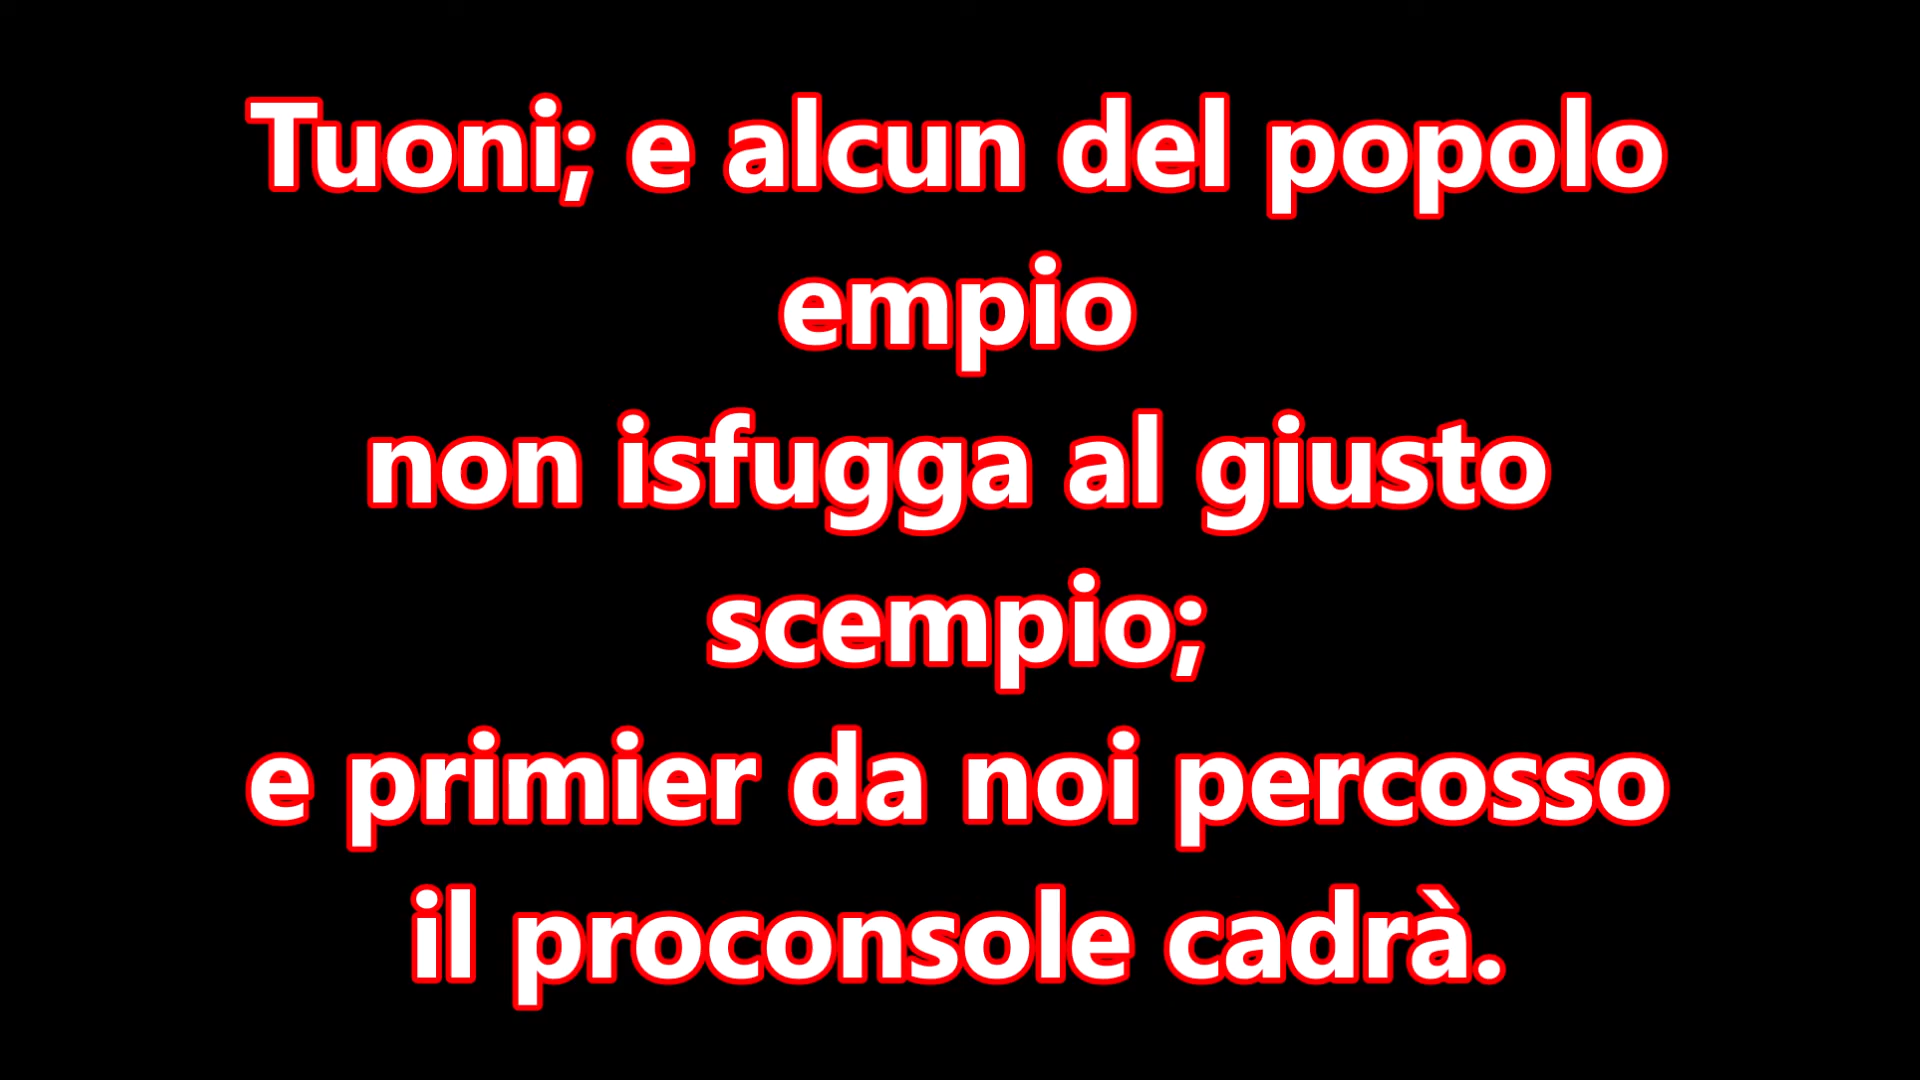 Tuoni; e alcun del popolo
empio
non isfugga al giusto
scempio;
e primier da noi percosso
il proconsole cadrà.